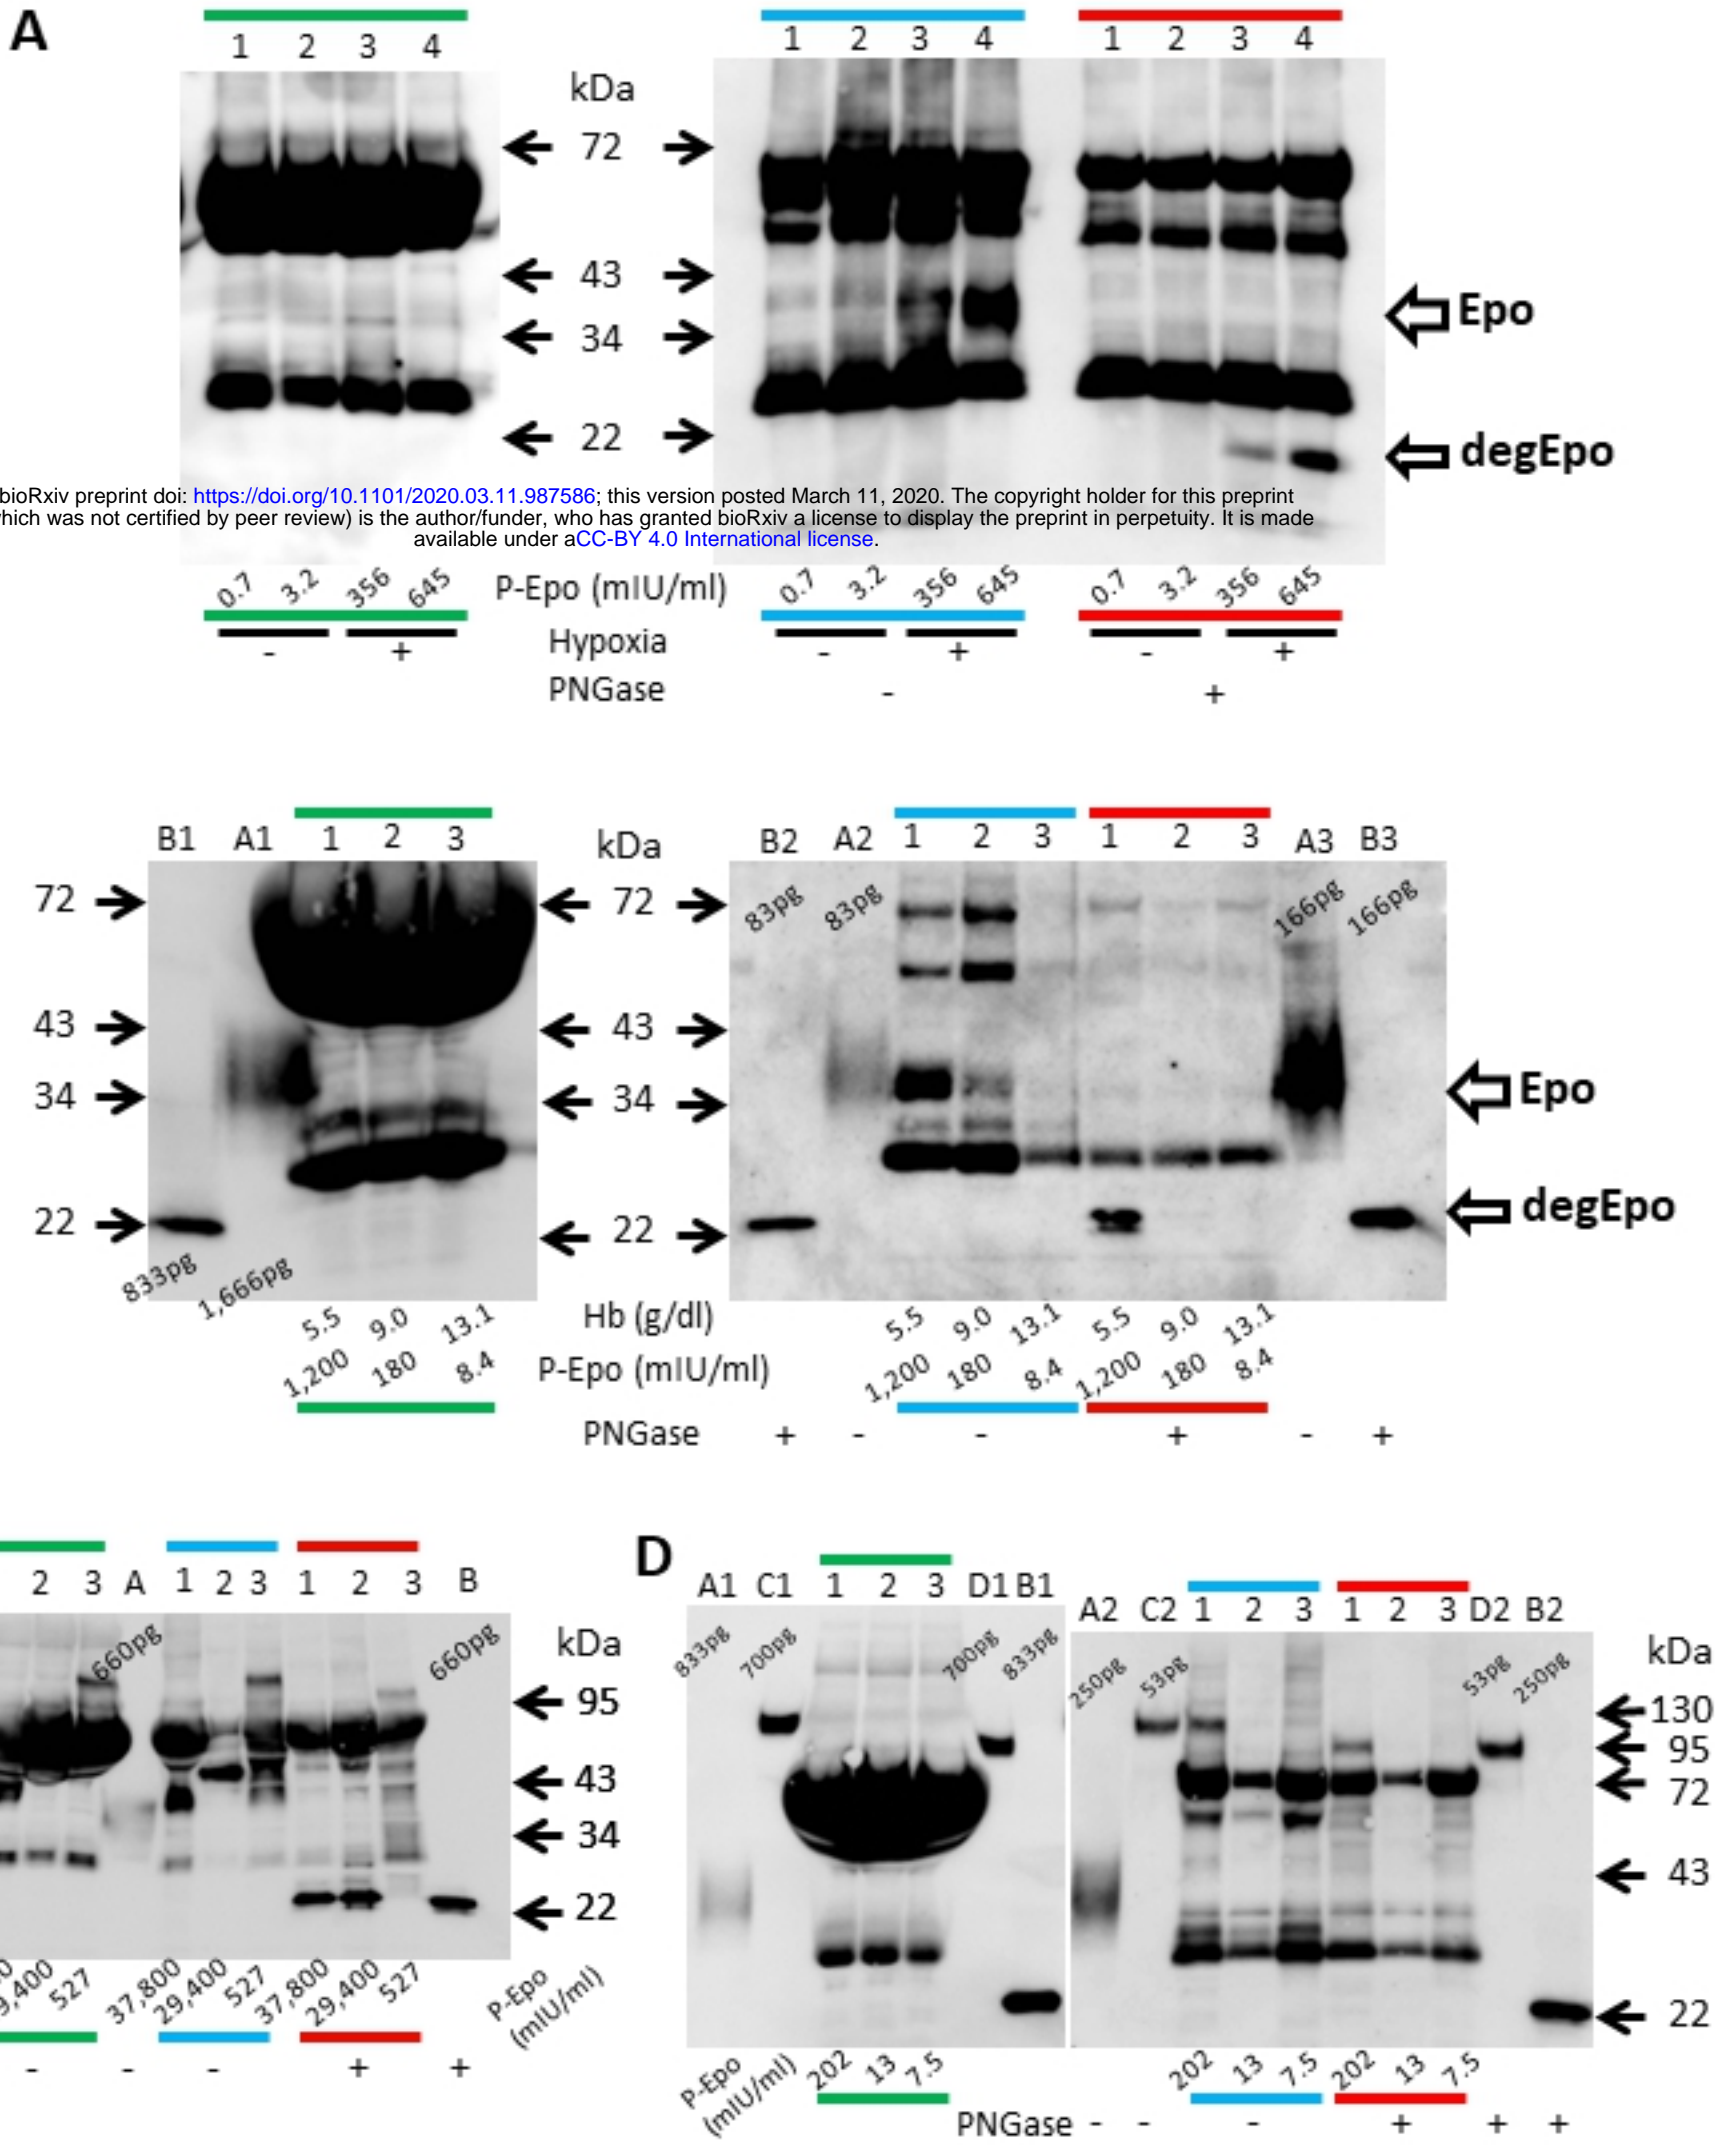 A
1 2 3 4
1 2 3 4
1 2 3 4
kDa
72
43
34
22
Epo
degEpo
bioRxiv preprint doi: https://doi.org/10.1101/2020.03.11.987586; this version posted March 11, 2020. The copyright holder for this preprint
which was not certified by peer review) is the author/funder, who has granted bioRxiv a license to display the preprint in perpetuity. It is made
available under aCC-BY 4.0 International license.
0.7 3.2 356 645 P-Epo (mIU/ml) 0.7 3.2 356 645 0.7 3.2 356 645
- + Hypoxia - + - +
PNGase - +
B1 A1 1 2 3 kDa B2 A2 1 2 3 1 2 3 A3 B3
83pg 83pg 166pg 166pg
72 72
43 43
34 34
22 22
Epo
degEpo
833pg 1,666pg
5.5 9.0 13.1 Hb (g/dl) 5.5 9.0 13.1 5.5 9.0 13.1
1,200 180 8.4 P-Epo (mIU/ml) 1,200 180 8.4 1,200 180 8.4
PNGase + - - + - +
2 3 A 1 2 3 1 2 3 B
660pg 660pg
kDa
95
43
34
22
9,400 527 37,800 29,400 527 37,800 29,400 527 P-Epo (mIU/ml)
- - - + +
D
A1 C1 1 2 3 D1 B1
833pg 700pg 700pg 833pg
A2 C2 1 2 3 1 2 3 D2 B2
250pg 53pg 53pg 250pg
kDa
130
95
72
43
22
P-Epo (mIU/ml) 202 13 7.5 202 13 7.5 202 13 7.5
PNGase - - - + + +